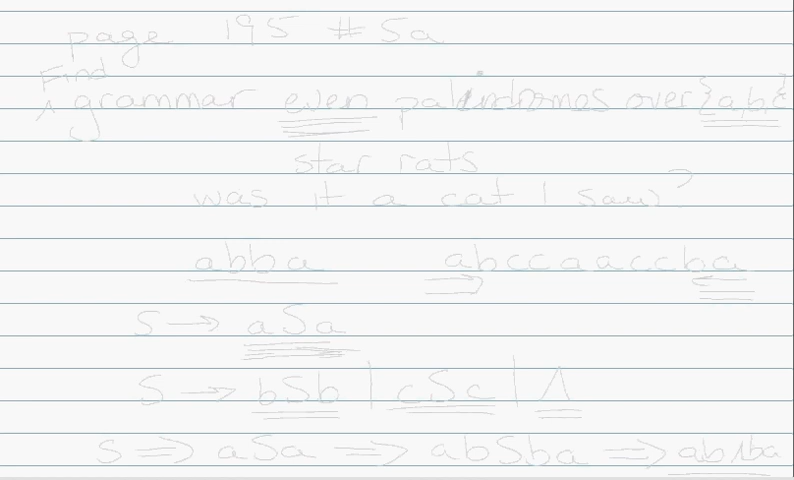 page 195 # 5a
Find
^ grammar even palindromes over {a,b,c}
star rats
was it a cat I saw?
abba abccaaccba
S → aSa
S → bSb | cSc | Λ
S ⇒ aSa ⇒ abSba ⇒ abΛba